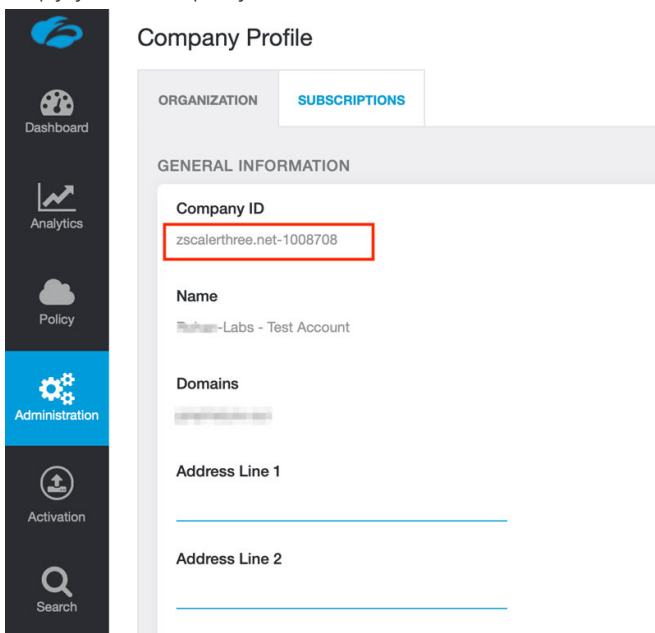 Company Profile
Dashboard
ORGANIZATION
SUBSCRIPTIONS
GENERAL INFORMATION
Analytics
Company ID
zscalerthree.net-1008708
Policy
Name
-Labs - Test Account
Administration
Domains
Activation
Address Line 1
Search
Address Line 2